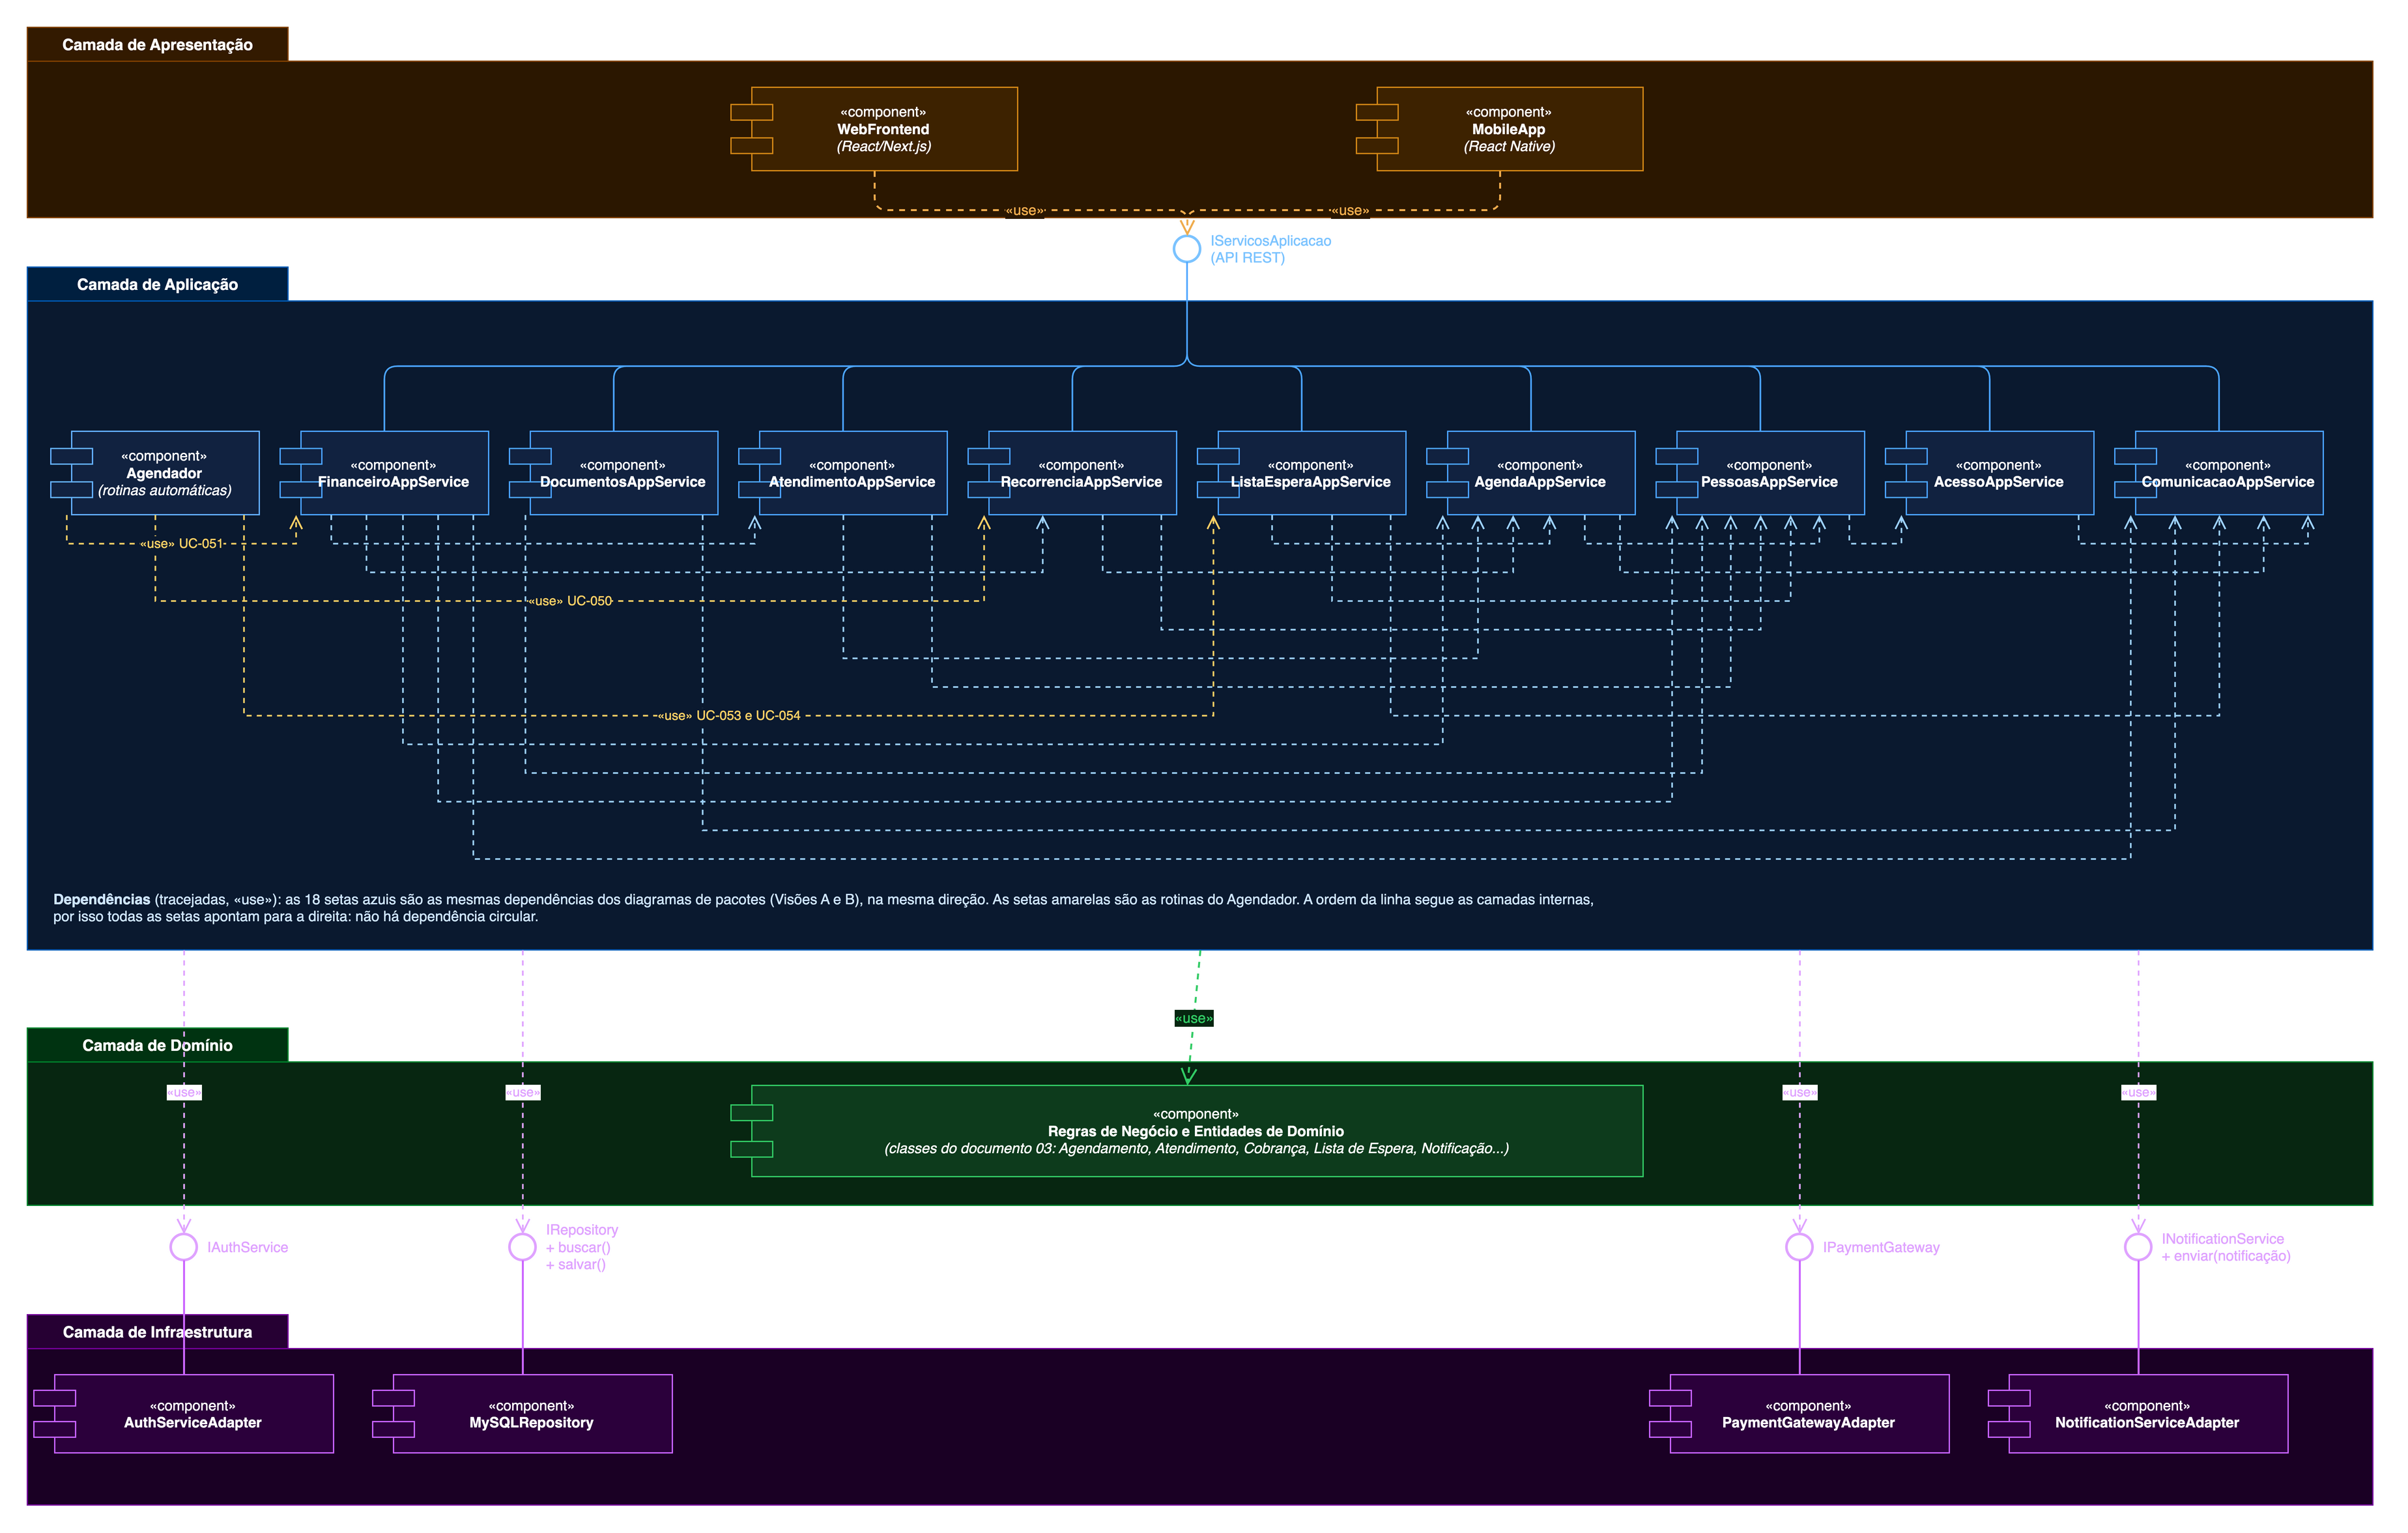 Camada de Apresentação
«component»
WebFrontend
(React/Next.js)
«component»
MobileApp
(React Native)
«use»
«use»
IServicosAplicacao
(API REST)
Camada de Aplicação
«component»
Agendador
(rotinas automáticas)
«component»
FinanceiroAppService
«component»
DocumentosAppService
«component»
AtendimentoAppService
«component»
RecorrenciaAppService
«component»
ListaEsperaAppService
«component»
AgendaAppService
«component»
PessoasAppService
«component»
AcessoAppService
«component»
ComunicacaoAppService
«use» UC-051
«use» UC-050
«use» UC-053 e UC-054
Dependências (tracejadas, «use»): as 18 setas azuis são as mesmas dependências dos diagramas de pacotes (Visões A e B), na mesma direção. As setas amarelas são as rotinas do Agendador. A ordem da linha segue as camadas internas,
por isso todas as setas apontam para a direita: não há dependência circular.
«use»
Camada de Domínio
«use»
«use»
«component»
Regras de Negócio e Entidades de Domínio
(classes do documento 03: Agendamento, Atendimento, Cobrança, Lista de Espera, Notificação...)
«use»
«use»
IAuthService
IRepository
+ buscar()
+ salvar()
IPaymentGateway
INotificationService
+ enviar(notificação)
Camada de Infraestrutura
«component»
AuthServiceAdapter
«component»
MySQLRepository
«component»
PaymentGatewayAdapter
«component»
NotificationServiceAdapter